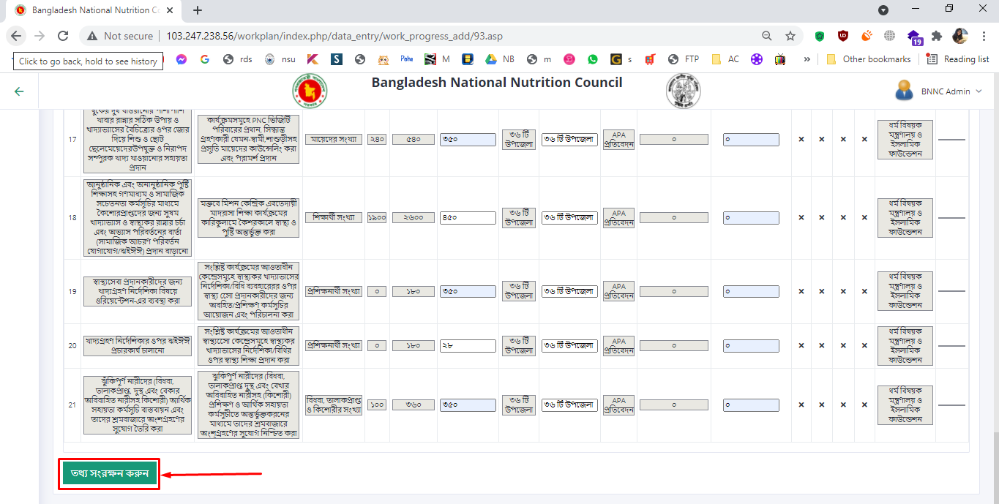 Bangladesh National Nutrition C
Not secure
103.247.238.56/workplan/index.php/data_entry/work_progress_add/93.asp
19
Click to go back, hold to see history
rds
nsu
M
NB
m
s
FTP
AC
»
Other bookmarks
Reading list
Bangladesh National Nutrition Council
BNNC Admin
17
বুকের দুধ খাওয়ানোর পাশাপাশি
খাবার রান্নার সঠিক উপায় ও
খাদ্যাভ্যাসের বৈচিত্র্যের ওপর জোর
দিয়ে শিশু ও ছোট
ছেলেমেয়েদেরউপযুক্ত ও নিরাপদ
সম্পুরক খাদ্য খাওয়ানোর সহায়তা
প্রদান
কার্যক্রমসমূহে PNC ভিজিটি
পরিবারের প্রধান, সিদ্ধান্ত
গ্রহণকারী যেমন-স্বামী,শাশুড়ীসহ
প্রসূতি মায়েদের কাউন্সেলিং করা
এবং পরামর্শ প্রদান
মায়েদের সংখ্যা
২৪০
৫৪০
৩৫০
৩৬ টি
উপজেলা
৩৬ টি উপজেলা
APA
প্রতিবেদন
০
০
× × × ×
ধর্ম বিষয়ক
মন্ত্রণালয় ও
ইসলামিক
ফাউন্ডেশন
18
আনুষ্ঠানিক এবং অনানুষ্ঠানিক পুষ্টি
শিক্ষাসহ গণমাধ্যম ও সামাজিক
সচেতনতা কর্মসূচির মাধ্যমে
কৈশোরপ্রাপ্তদের জন্য সুষম
খাদ্যাভ্যাস ও স্বাস্থ্যকর রান্নার চর্চা
এবং অভ্যাস পরিবর্তনের বার্তা
(সামাজিক আচরণ পরিবর্তন
যোগাযোগ/ঝইঈঈ) প্রদান বাড়ানো
মক্তবে মিশন কেন্দ্রিক এবতেদায়ী
মাদরাসা শিক্ষা কার্যক্রমের
কারিকুলামে কৈশরকালে স্বাস্থ্য ও
পুষ্টি অন্তর্ভুক্ত করা
শিক্ষার্থী সংখ্যা
১৯০০
২৬০০
৪৫০
৩৬ টি
উপজেলা
৩৬ টি উপজেলা
APA
প্রতিবেদন
০
০
× × × ×
ধর্ম বিষয়ক
মন্ত্রণালয় ও
ইসলামিক
ফাউন্ডেশন
19
স্বাস্থ্যসেবা প্রদানকারীদের জন্য
খাদ্যগ্রহণ নির্দেশিকা বিষয়ে
ওরিয়েন্টেশন-এর ব্যবস্থা করা
সংশ্লিষ্ট কার্যক্রমের আওতাধীন
কেন্দ্রেসমূহে স্বাস্থ্যকর খাদ্যাভাসের
নির্দেশিকা/বিধি ব্যবহারেরর ওপর
স্বাস্থ্য সেো প্রদানকারীদের জন্য
অবহিত/প্রশিক্ষণ কর্মসূচির
আয়োজন এবং পরিচালনা করা
প্রশিক্ষনার্থী সংখ্যা
০
১৮০
৩৫০
৩৬ টি
উপজেলা
৩৬ টি উপজেলা
APA
প্রতিবেদন
০
০
× × × ×
ধর্ম বিষয়ক
মন্ত্রণালয় ও
ইসলামিক
ফাউন্ডেশন
20
খাদ্যগ্রহণ নির্দেশিকার ওপর ঝইঈঈ
প্রচারকার্য চালানো
সংশ্লিষ্ট কার্যক্রমের আওতাধীন
স্বাস্থ্যসেো কেন্দ্রেসমূহে স্বাস্থ্যকর
খাদ্যাভাসের নির্দেশিকা/বিধির
ওপর স্বাস্থ্য শিক্ষা প্রদান করা
প্রশিক্ষনার্থী সংখ্যা
০
১৮০
২৮
৩৬ টি
উপজেলা
৩৬ টি উপজেলা
APA
প্রতিবেদন
০
০
× × × ×
ধর্ম বিষয়ক
মন্ত্রণালয় ও
ইসলামিক
ফাউন্ডেশন
21
ঝুঁকিপূর্ণ নারীদের (বিধবা,
তালাকপ্রাপ্ত, দুস্থ এবং বেকার
অবিবাহিত নারীসহ কিশোরী) আর্থিক
সহায়তা কর্মসূচি বাস্তবায়ন এবং
তাদের শ্রমবাজারে অংশগ্রহণের
সুযোগ তৈরি করা
ঝুকিপূর্ণ নারীদের (বিধবা,
তালাকপ্রাপ্ত দুস্থ এবং বেখার
অবিবাহিত নারীসহ (কিশোরী)
প্রশিক্ষণ ও আর্থিক সহায়তা
কর্মসূচীতে অন্তর্ভুক্তকরনের
মাধ্যমে তাদের শ্রমবাজারে
অংশ্গ্রহণের সুযোগ নিশ্চিত করা
বিধবা, তালাকপ্রাপ্ত
ও কিশোরীর সংখ্যা
১০০
৩৬০
৩৫০
৩৬ টি
উপজেলা
৩৬ টি উপজেলা
APA
প্রতিবেদন
০
০
× × × ×
ধর্ম বিষয়ক
মন্ত্রণালয় ও
ইসলামিক
ফাউন্ডেশন
তথ্য সংরক্ষন করুন